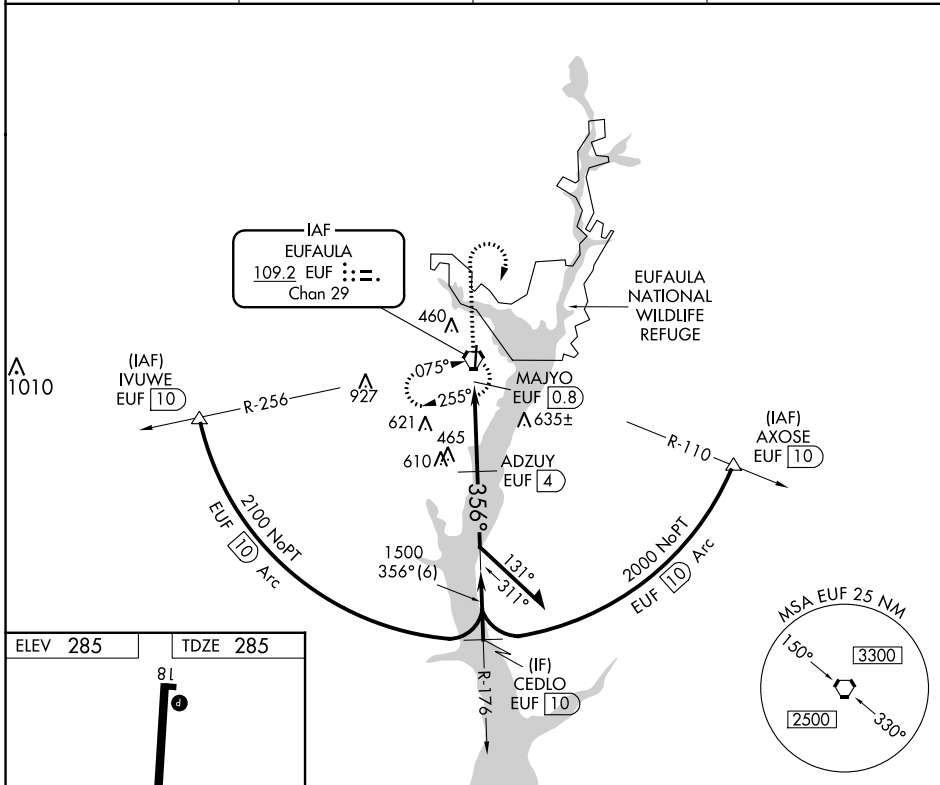 IAF
EUFAULA
109.2 EUF
Chan 29
EUFAULA
NATIONAL
WILDLIFE
REFUGE
460
1010
(IAF)
IVUWE
EUF 10
R-256
927
075°
255°
MAJYO
EUF 0.8
621
635±
465
610
ADZUY
EUF 4
R-110
(IAF)
AXOSE
EUF 10
356°
2100 NoPT
EUF 10 Arc
2000 NoPT
EUF 10 Arc
1500
356° (6)
131°
311°
(IF)
CEDLO
EUF 10
R-176
MSA EUF 25 NM
150°
3300
2500
330°
ELEV 285
TDZE 285
18
P